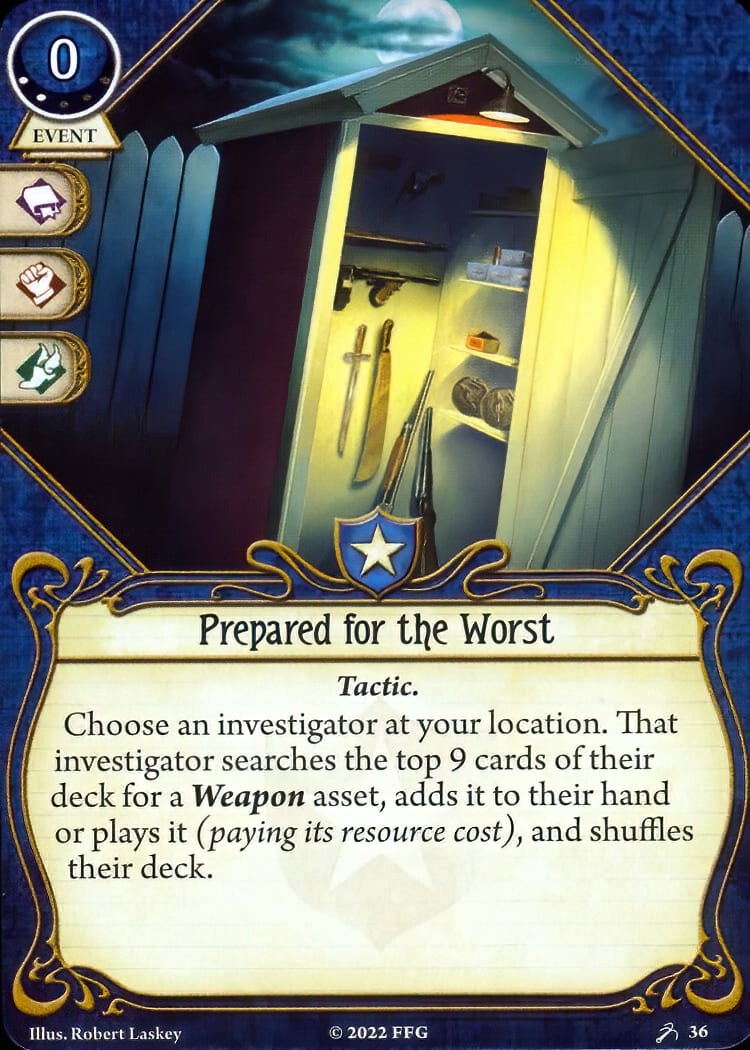 0
EVENT
Prepared for the Worst
Tactic.
Choose an investigator at your location. That
investigator searches the top 9 cards of their
deck for a Weapon asset, adds it to their hand
or plays it (paying its resource cost), and shuffles
their deck.
Illus. Robert Laskey
© 2022 FFG
36